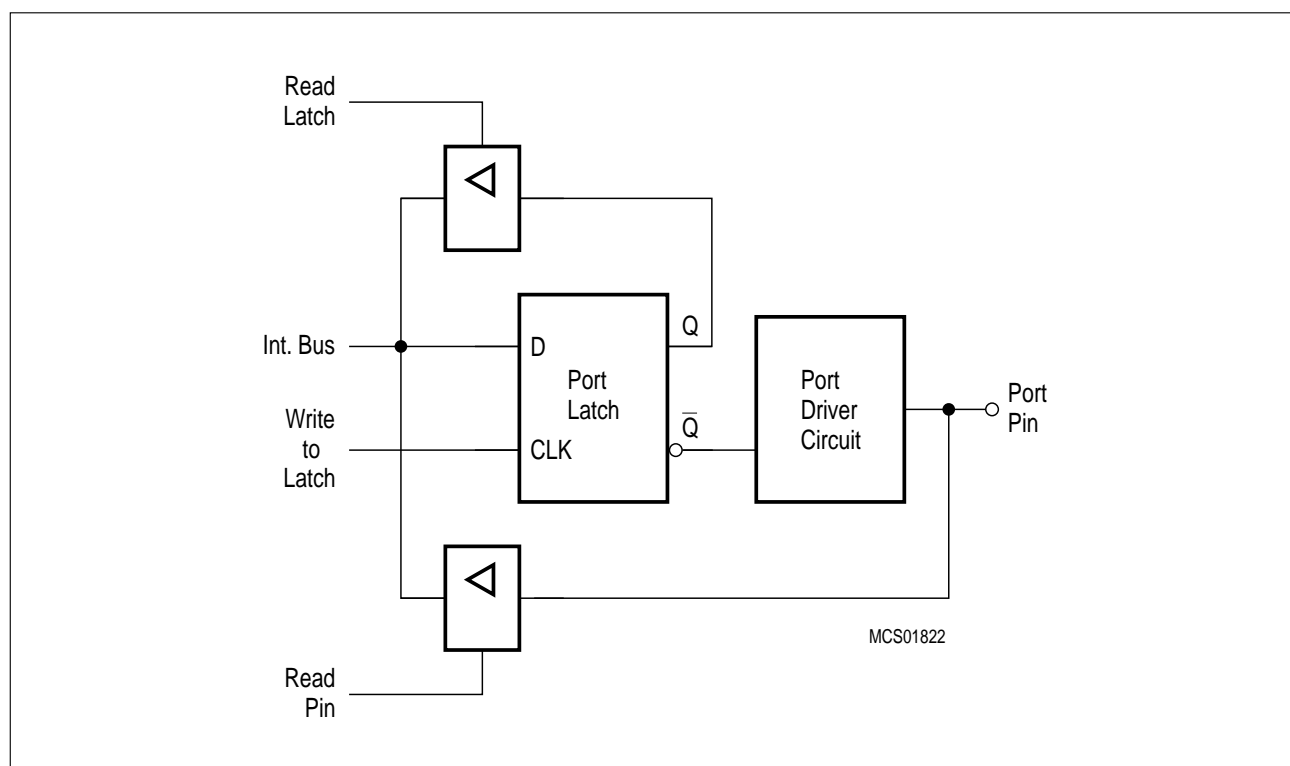 Read
Latch
Q
Int. Bus
D
Port
Latch
Port
Driver
Circuit
Port
Pin
Write
to
Latch
CLK
Q̅
MCS01822
Read
Pin